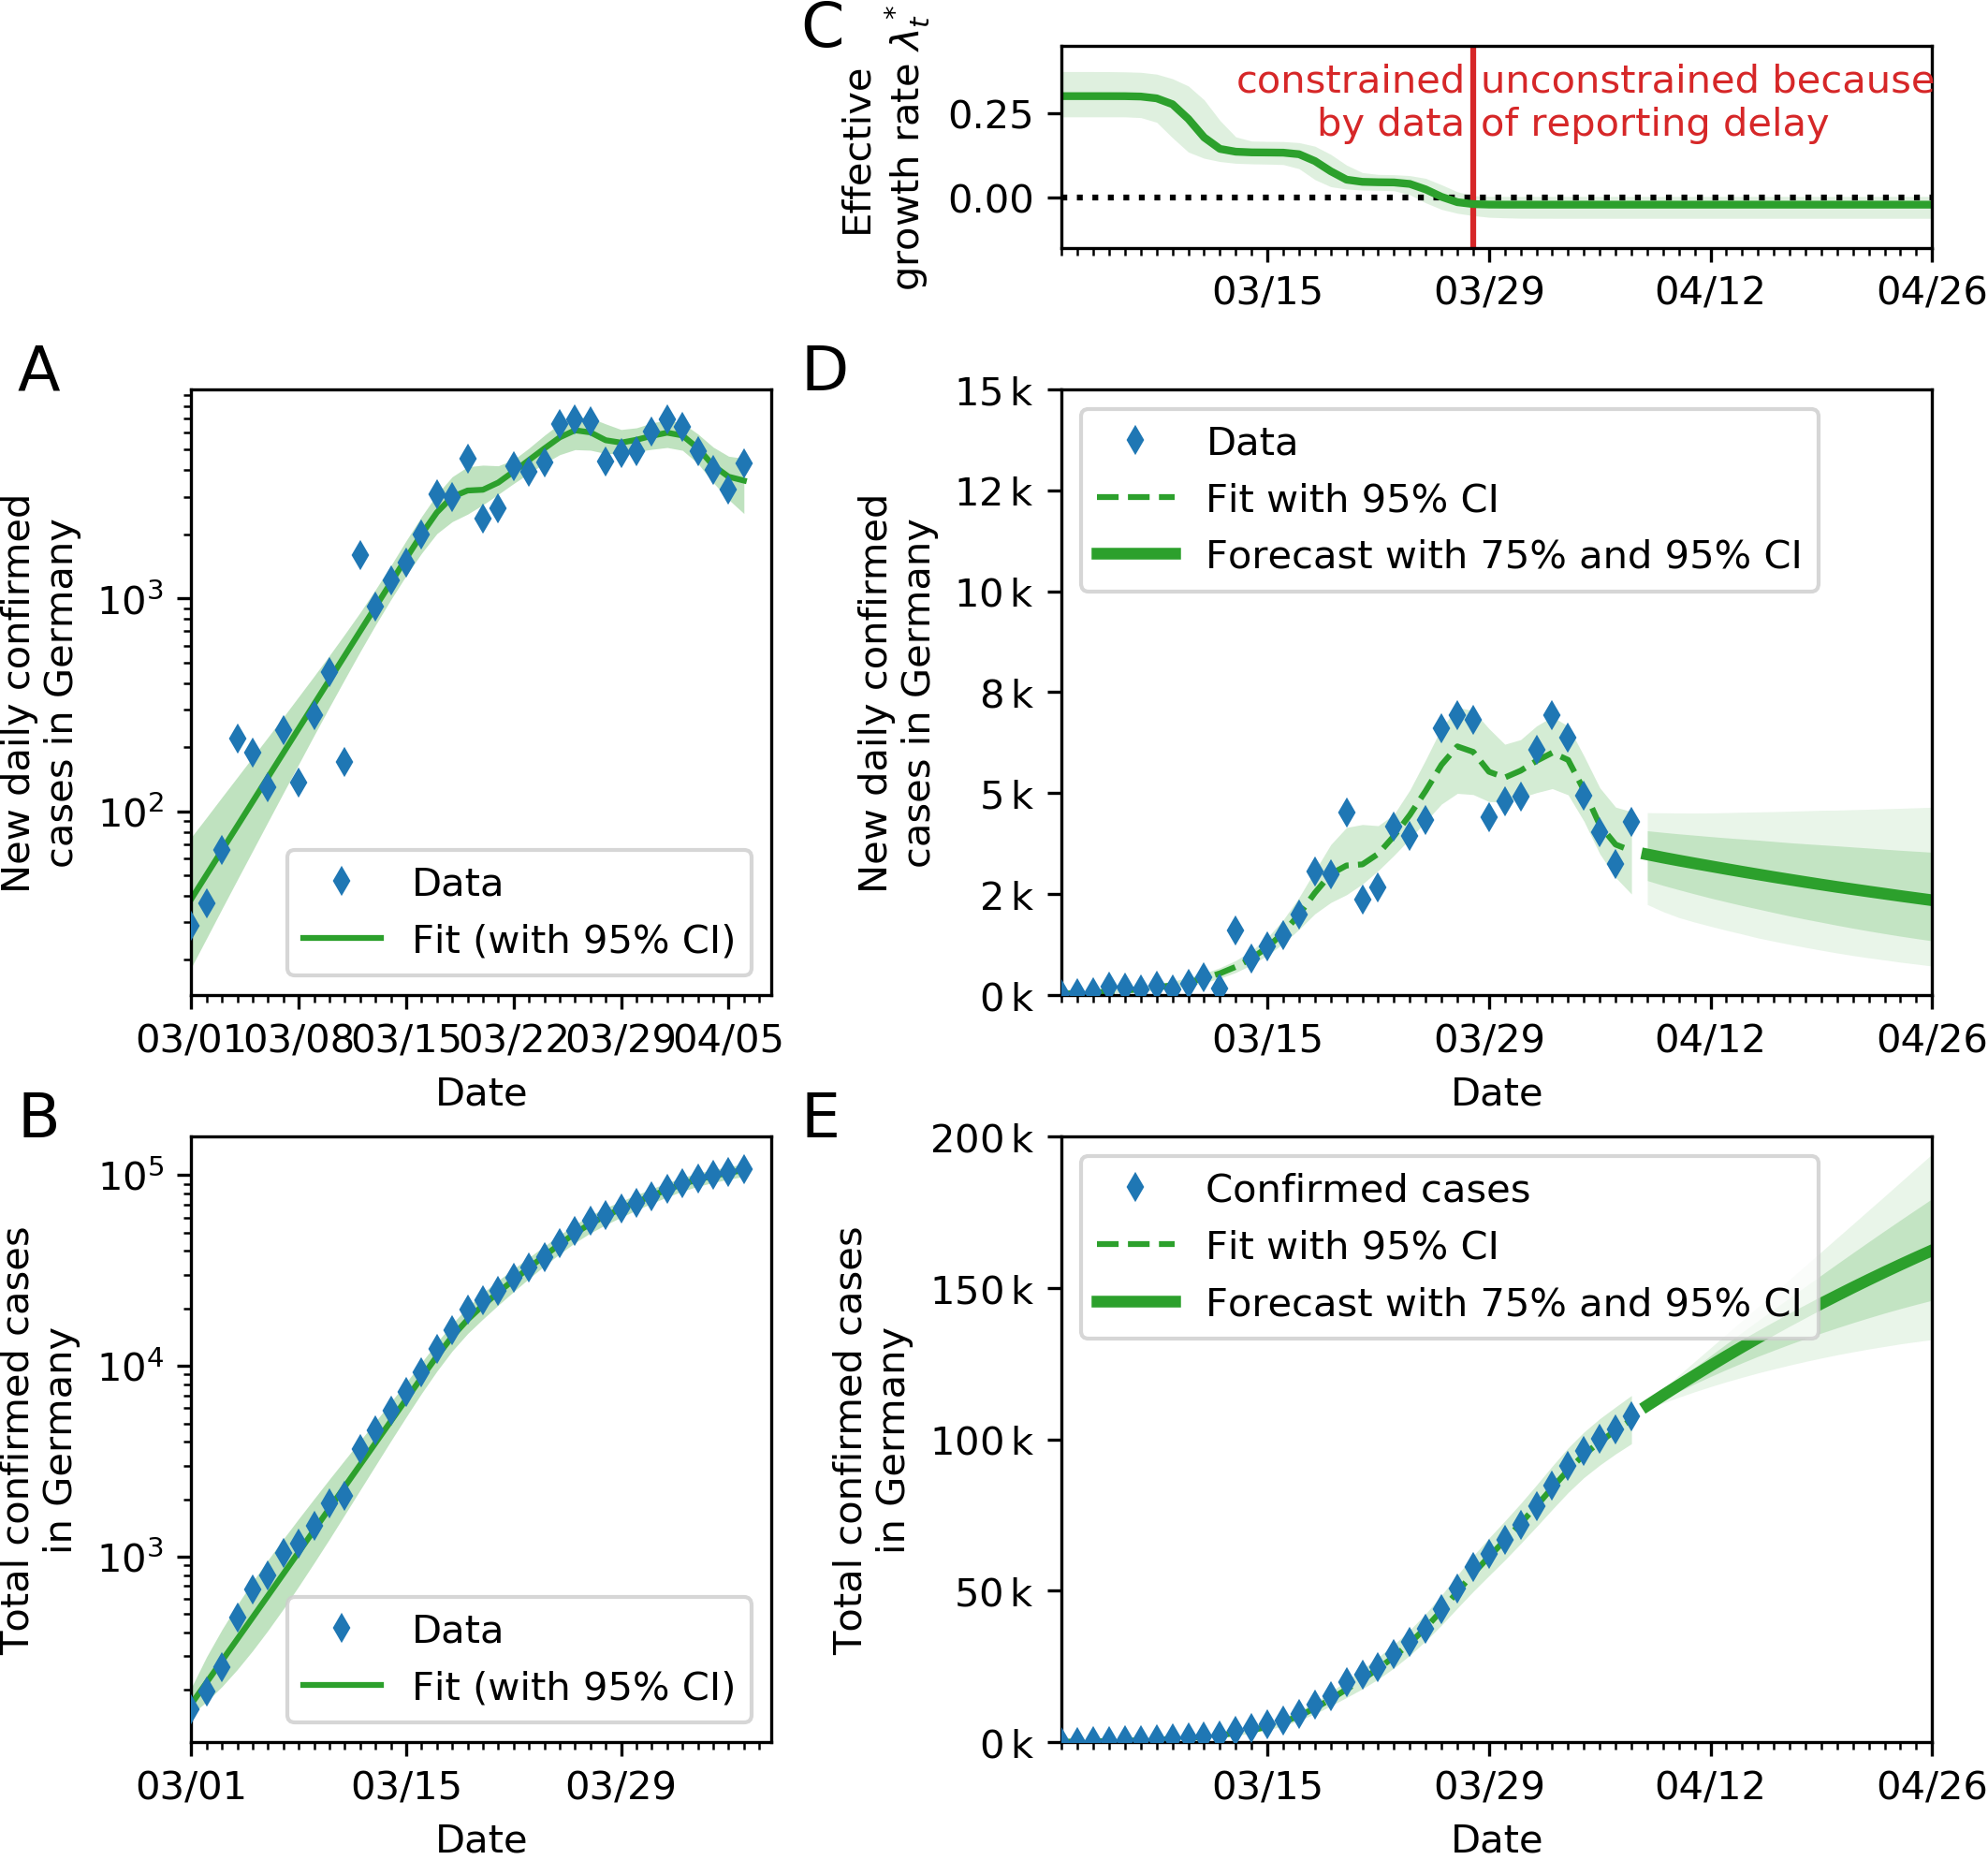 C
Effective
growth rate λ*t
0.25
0.00
constrained
by data
unconstrained because
of reporting delay
03/15
03/29
04/12
04/26
A
New daily confirmed
cases in Germany
10³
10²
Data
Fit (with 95% CI)
03/01
03/08
03/15
03/22
03/29
04/05
Date
D
New daily confirmed
cases in Germany
15 k
12 k
10 k
8 k
5 k
2 k
0 k
Data
Fit with 95% CI
Forecast with 75% and 95% CI
03/15
03/29
04/12
04/26
Date
B
Total confirmed cases
in Germany
10⁵
10⁴
10³
Data
Fit (with 95% CI)
03/01
03/15
03/29
Date
E
Total confirmed cases
in Germany
200 k
150 k
100 k
50 k
0 k
Confirmed cases
Fit with 95% CI
Forecast with 75% and 95% CI
03/15
03/29
04/12
04/26
Date